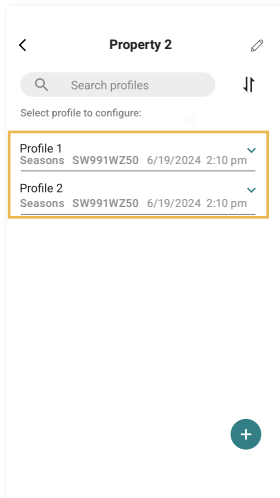 Property 2
Search profiles
Select profile to configure:
Profile 1
Seasons SW991WZ50 6/19/2024 2:10 pm
Profile 2
Seasons SW991WZ50 6/19/2024 2:10 pm